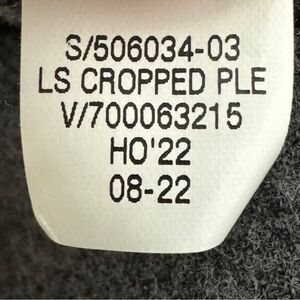 S/506034-03
LS CROPPED PLE
V/700063215
HO'22
08-22